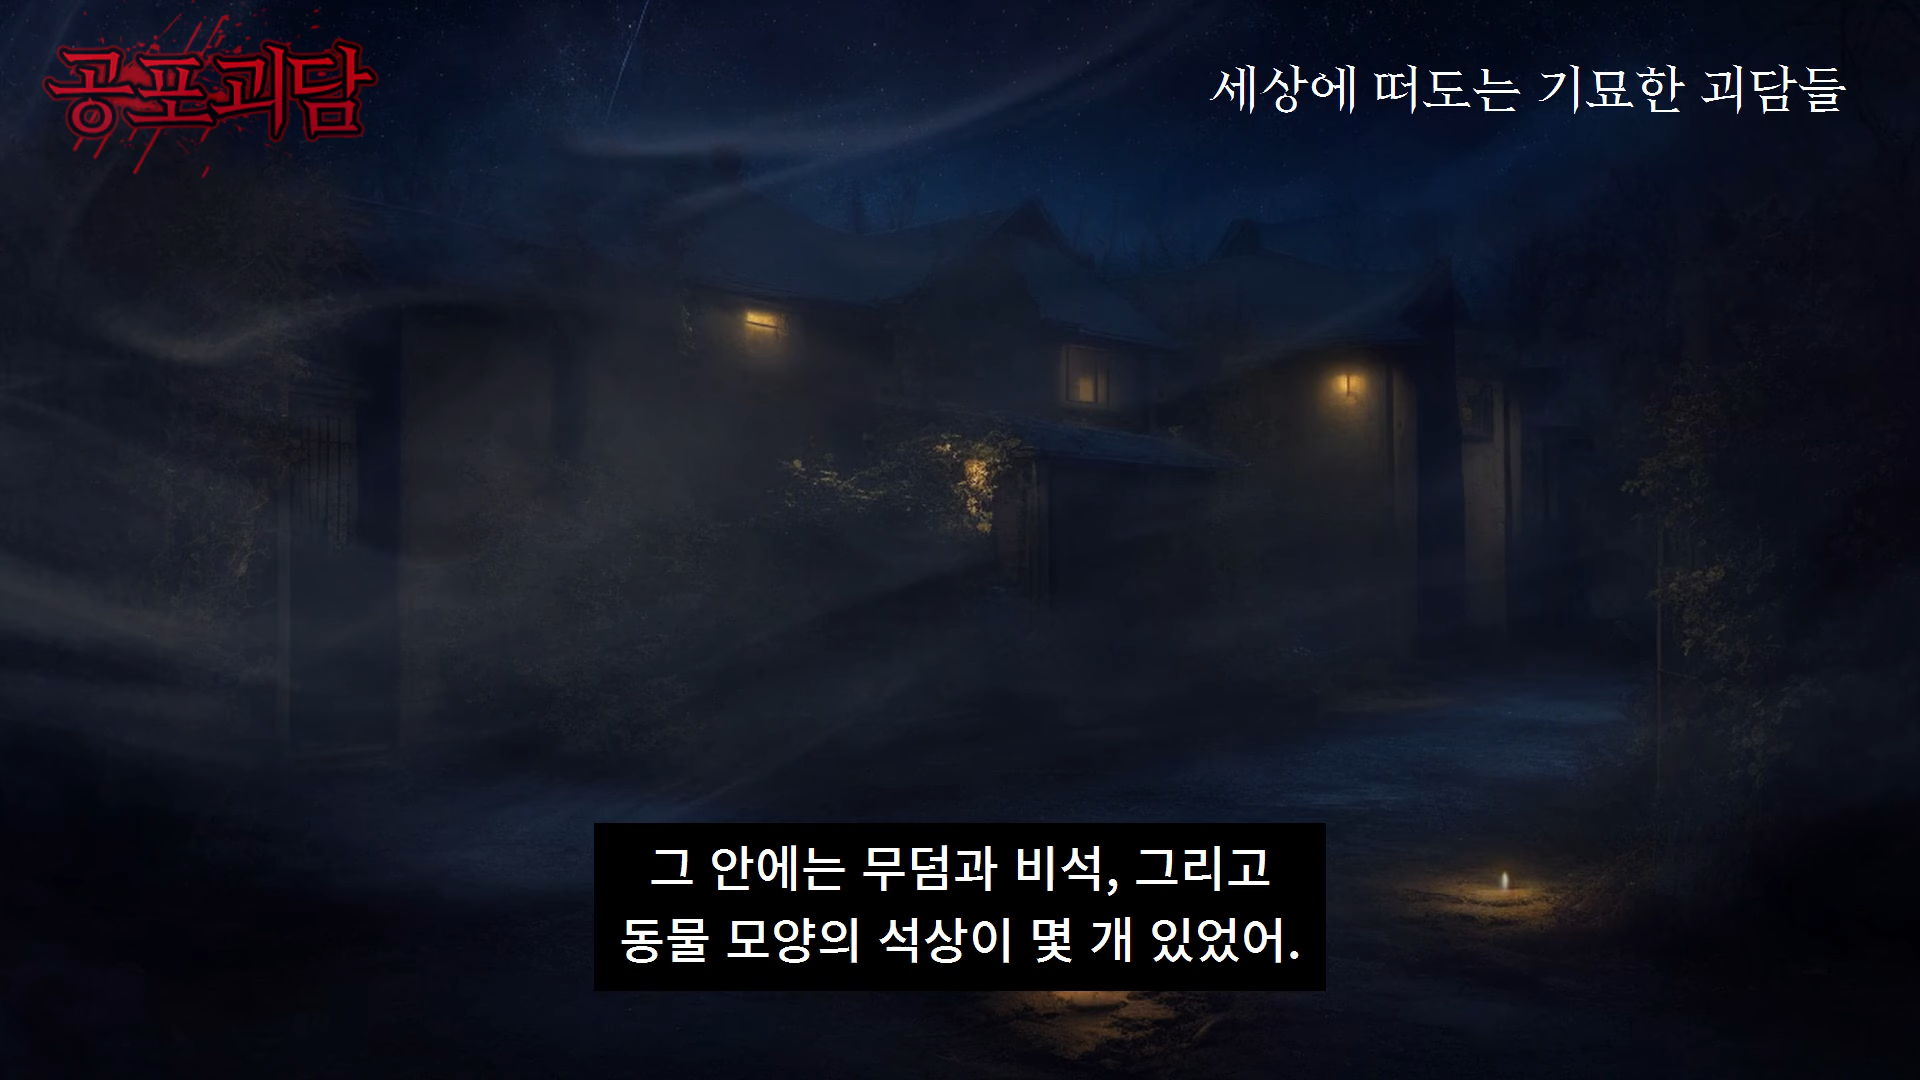 공포괴담
세상에 떠도는 기묘한 괴담들
그 안에는 무덤과 비석, 그리고
동물 모양의 석상이 몇 개 있었어.